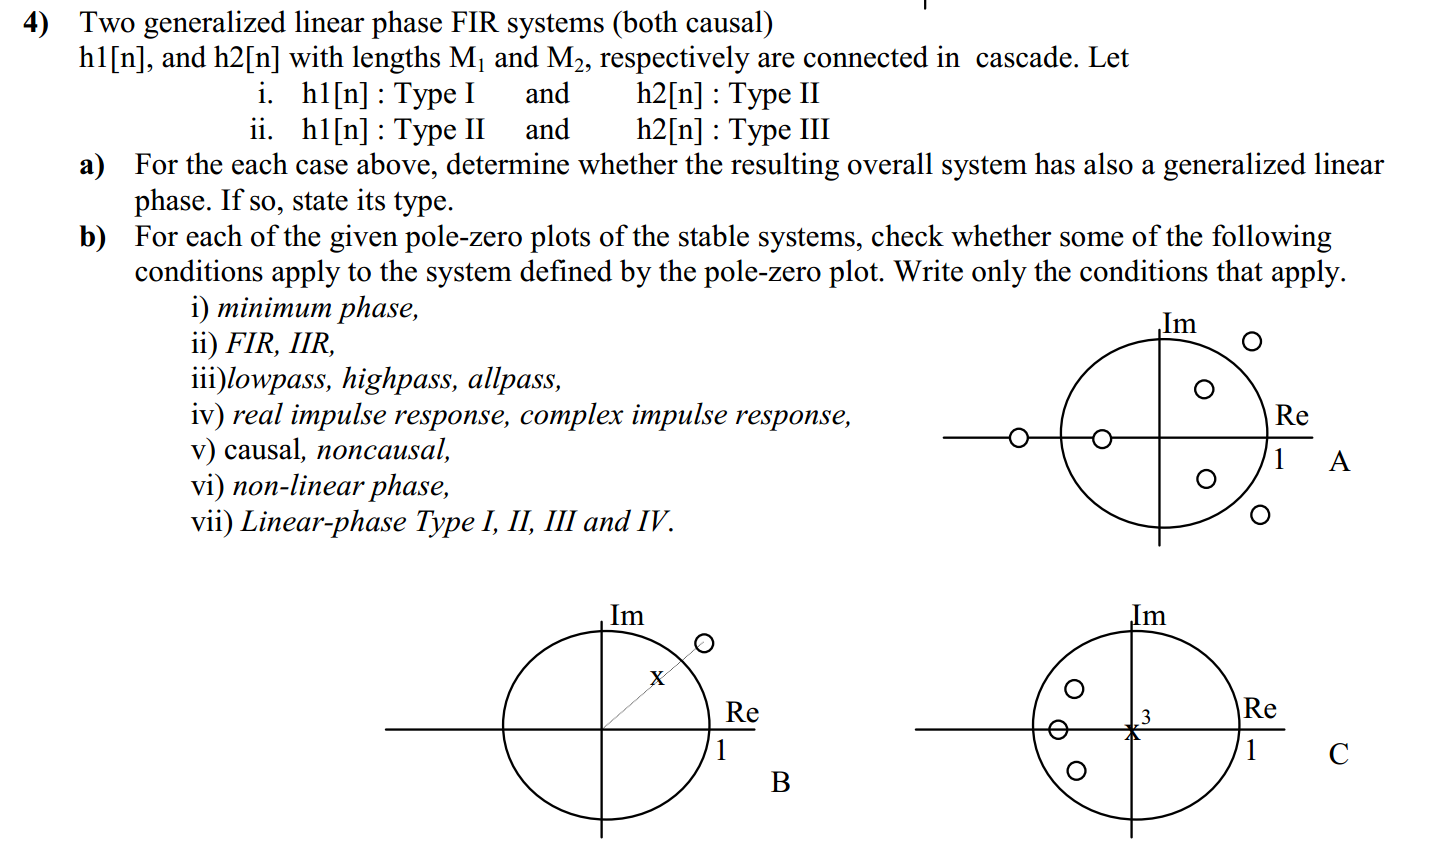 4) Two generalized linear phase FIR systems (both causal)
h1[n], and h2[n] with lengths M₁ and M₂, respectively are connected in cascade. Let
i. h1[n] : Type I and h2[n] : Type II
ii. h1[n] : Type II and h2[n] : Type III
a) For the each case above, determine whether the resulting overall system has also a generalized linear
phase. If so, state its type.
b) For each of the given pole-zero plots of the stable systems, check whether some of the following
conditions apply to the system defined by the pole-zero plot. Write only the conditions that apply.
i) minimum phase,
ii) FIR, IIR,
iii)lowpass, highpass, allpass,
iv) real impulse response, complex impulse response,
v) causal, noncausal,
vi) non-linear phase,
vii) Linear-phase Type I, II, III and IV.
Im
Re
1
A
Im
x
Re
1
B
Im
3
x
Re
1
C